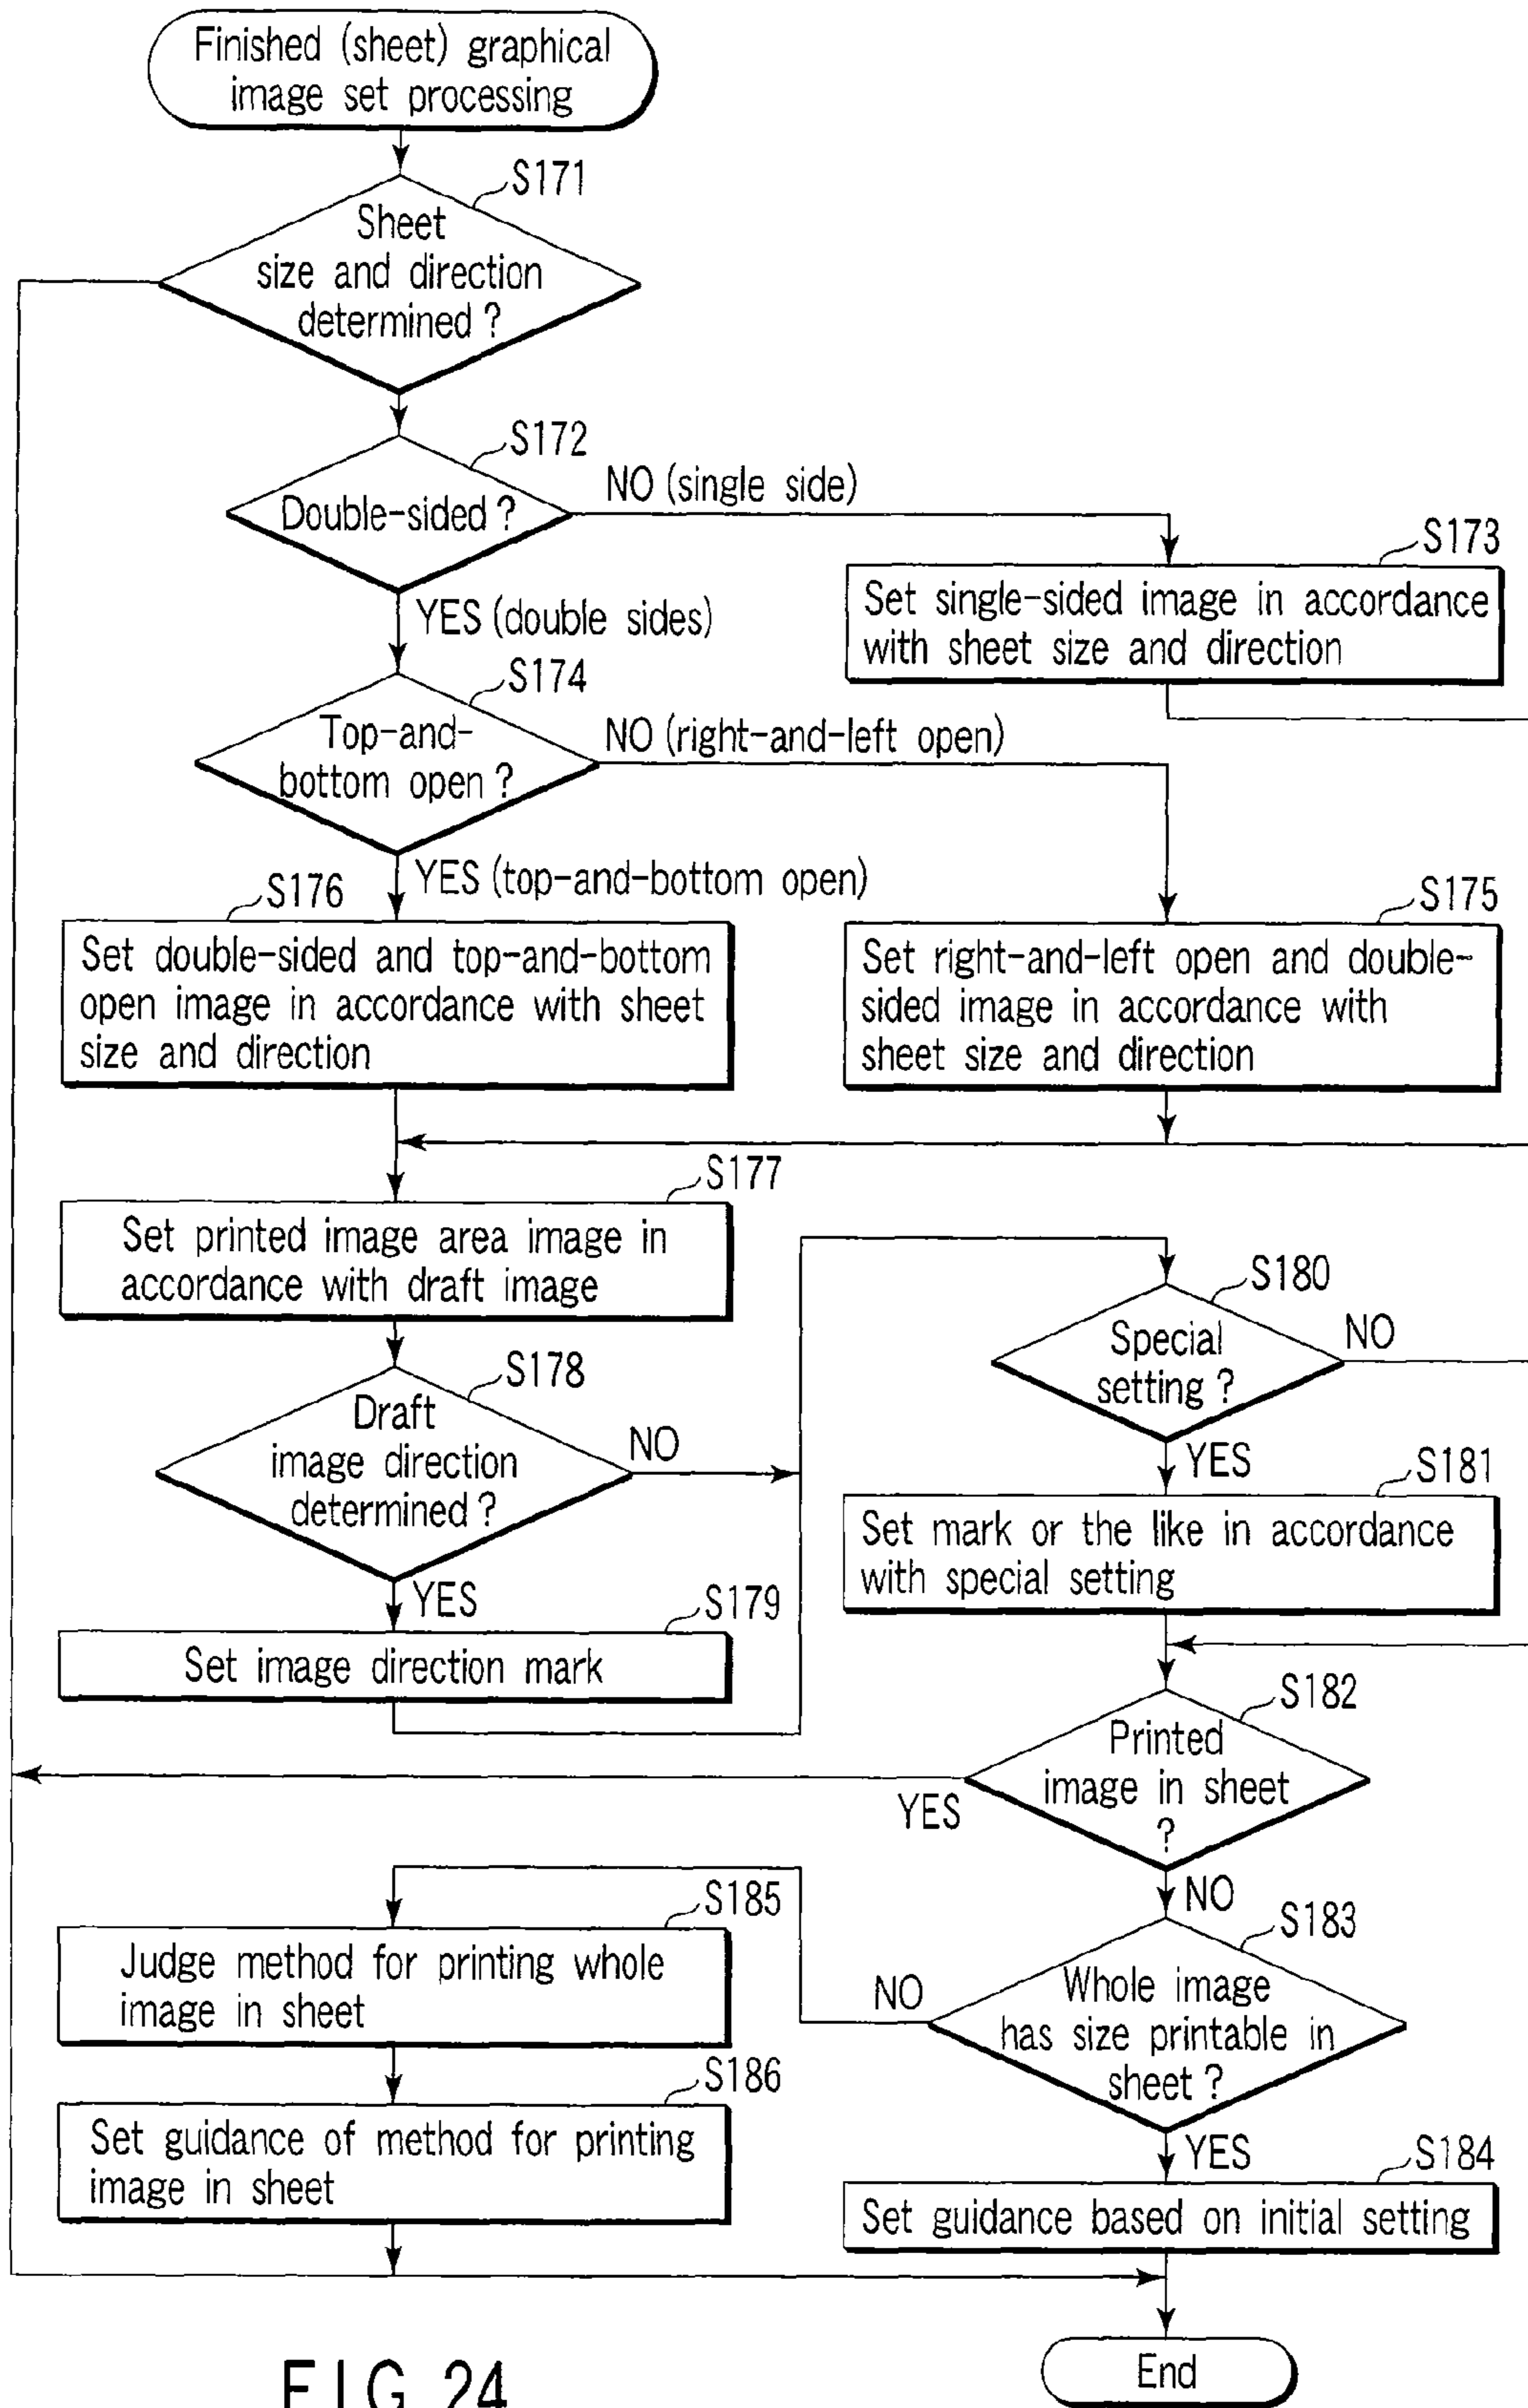 Finished (sheet) graphical
image set processing
S171
Sheet
size and direction
determined ?
S172
Double-sided ?
NO (single side)
S173
Set single-sided image in accordance
with sheet size and direction
YES (double sides)
S174
Top-and-
bottom open ?
NO (right-and-left open)
YES (top-and-bottom open)
S176
Set double-sided and top-and-bottom
open image in accordance with sheet
size and direction
S175
Set right-and-left open and double-
sided image in accordance with
sheet size and direction
S177
Set printed image area image in
accordance with draft image
S178
Draft
image direction
determined ?
NO
YES
S179
Set image direction mark
S180
Special
setting ?
NO
YES
S181
Set mark or the like in accordance
with special setting
S182
Printed
image in sheet
?
YES
NO
S183
Whole image
has size printable in
sheet ?
NO
YES
S185
Judge method for printing whole
image in sheet
S186
Set guidance of method for printing
image in sheet
S184
Set guidance based on initial setting
End
FIG. 24